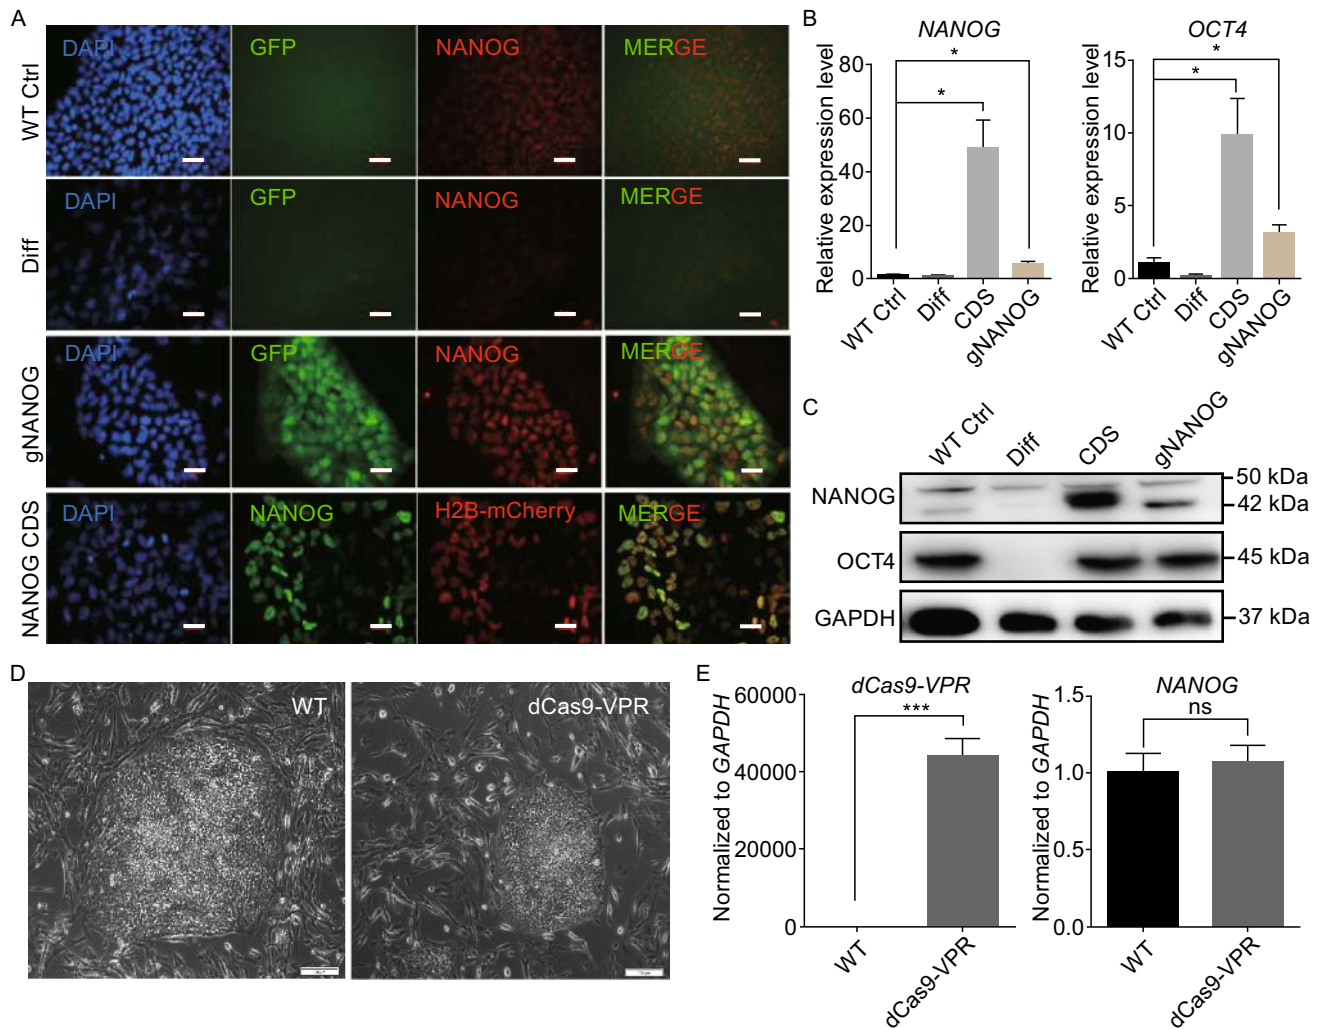 A
WT Ctrl
DAPI
GFP
NANOG
MERGE
Diff
DAPI
GFP
NANOG
MERGE
gNANOG
DAPI
GFP
NANOG
MERGE
NANOG CDS
DAPI
NANOG
H2B-mCherry
MERGE
B
NANOG
Relative expression level
80
60
40
20
0
*
*
WT Ctrl
Diff
CDS
gNANOG
OCT4
Relative expression level
15
10
5
0
*
*
WT Ctrl
Diff
CDS
gNANOG
C
WT Ctrl
Diff
CDS
gNANOG
NANOG
50 kDa
42 kDa
OCT4
45 kDa
GAPDH
37 kDa
D
WT
dCas9-VPR
E
dCas9-VPR
Normalized to GAPDH
60000
40000
20000
0
***
WT
dCas9-VPR
NANOG
Normalized to GAPDH
1.5
1.0
0.5
0.0
ns
WT
dCas9-VPR